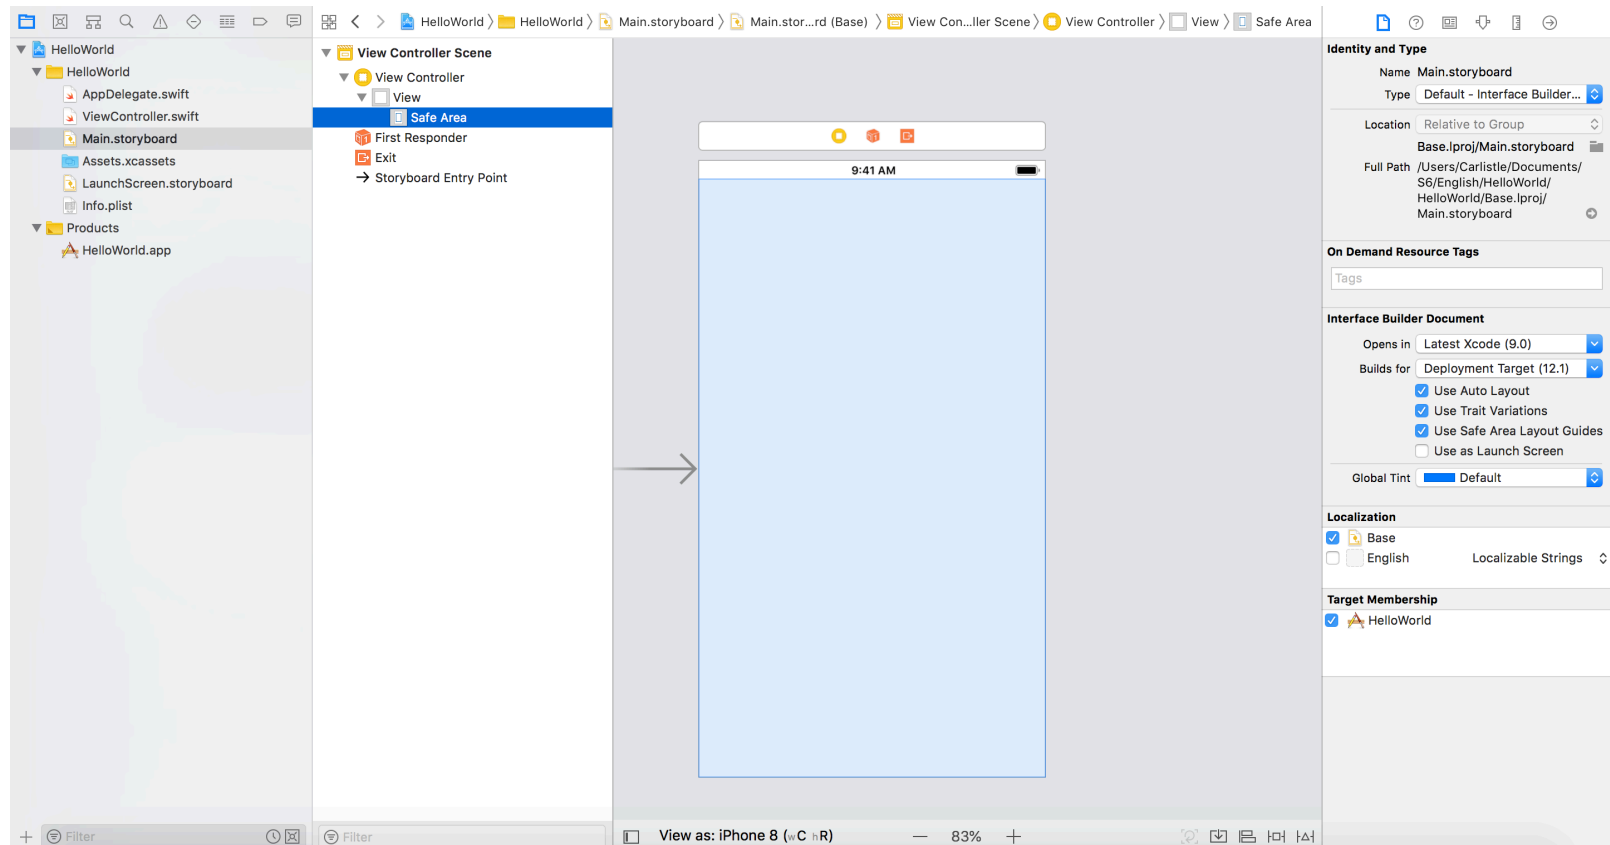 HelloWorld
HelloWorld
Main.storyboard
Main.stor...rd (Base)
View Con...ller Scene
View Controller
View
Safe Area
HelloWorld
HelloWorld
AppDelegate.swift
ViewController.swift
Main.storyboard
Assets.xcassets
LaunchScreen.storyboard
Info.plist
Products
HelloWorld.app
Filter
View Controller Scene
View Controller
View
Safe Area
First Responder
Exit
Storyboard Entry Point
Filter
9:41 AM
View as: iPhone 8 (wC hR)
83%
Identity and Type
Name Main.storyboard
Type Default - Interface Builder...
Location Relative to Group
Base.lproj/Main.storyboard
Full Path /Users/Carlistle/Documents/
S6/English/HelloWorld/
HelloWorld/Base.lproj/
Main.storyboard
On Demand Resource Tags
Tags
Interface Builder Document
Opens in Latest Xcode (9.0)
Builds for Deployment Target (12.1)
Use Auto Layout
Use Trait Variations
Use Safe Area Layout Guides
Use as Launch Screen
Global Tint Default
Localization
Base
English Localizable Strings
Target Membership
HelloWorld